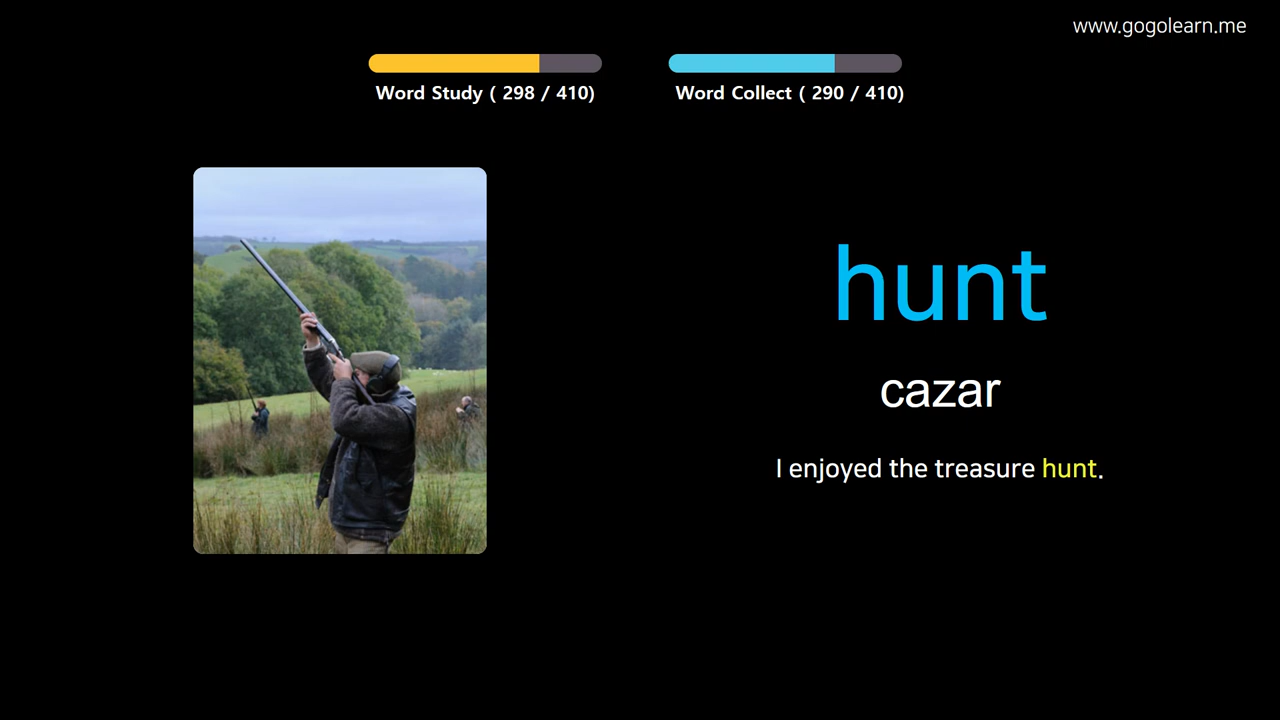 www.gogolearn.me
Word Study ( 298 / 410)
Word Collect ( 290 / 410)
hunt
cazar
I enjoyed the treasure hunt.